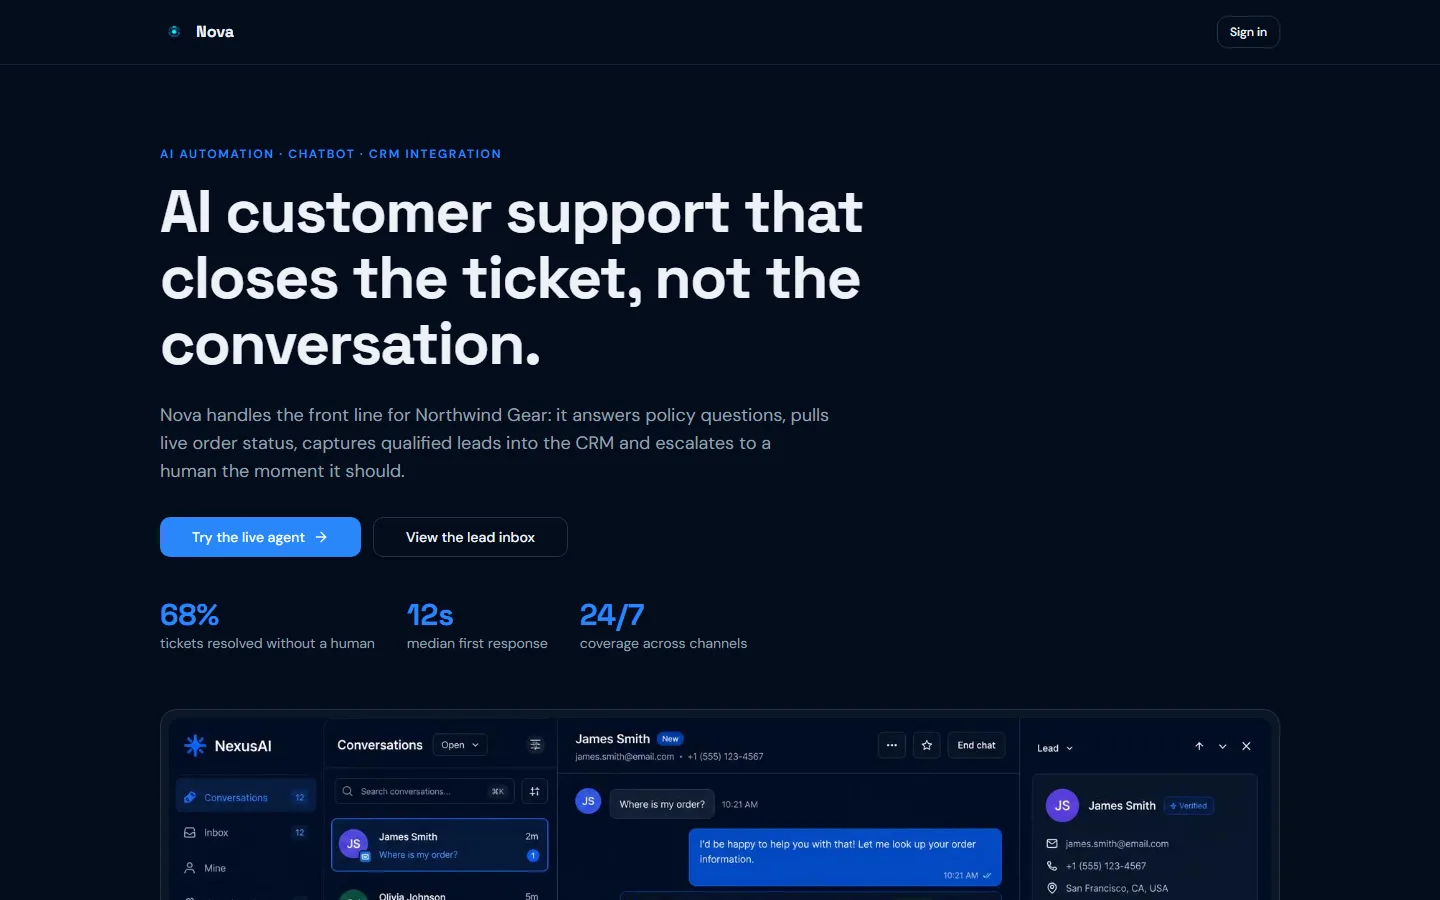 Nova
Sign in
AI AUTOMATION · CHATBOT · CRM INTEGRATION
AI customer support that
closes the ticket, not the
conversation.
Nova handles the front line for Northwind Gear: it answers policy questions, pulls
live order status, captures qualified leads into the CRM and escalates to a
human the moment it should.
Try the live agent →
View the lead inbox
68%
tickets resolved without a human
12s
median first response
24/7
coverage across channels
NexusAI
Conversations 12
Inbox 12
Mine
Conversations
Open
Search conversations... ⌘K
JS
James Smith 2m
Where is my order? 1
Olivia Johnson 5m
James Smith New
james.smith@email.com • +1 (555) 123-4567
End chat
JS
Where is my order? 10:21 AM
I'd be happy to help you with that! Let me look up your order
information.
10:21 AM
Lead
JS
James Smith Verified
james.smith@email.com
+1 (555) 123-4567
San Francisco, CA, USA